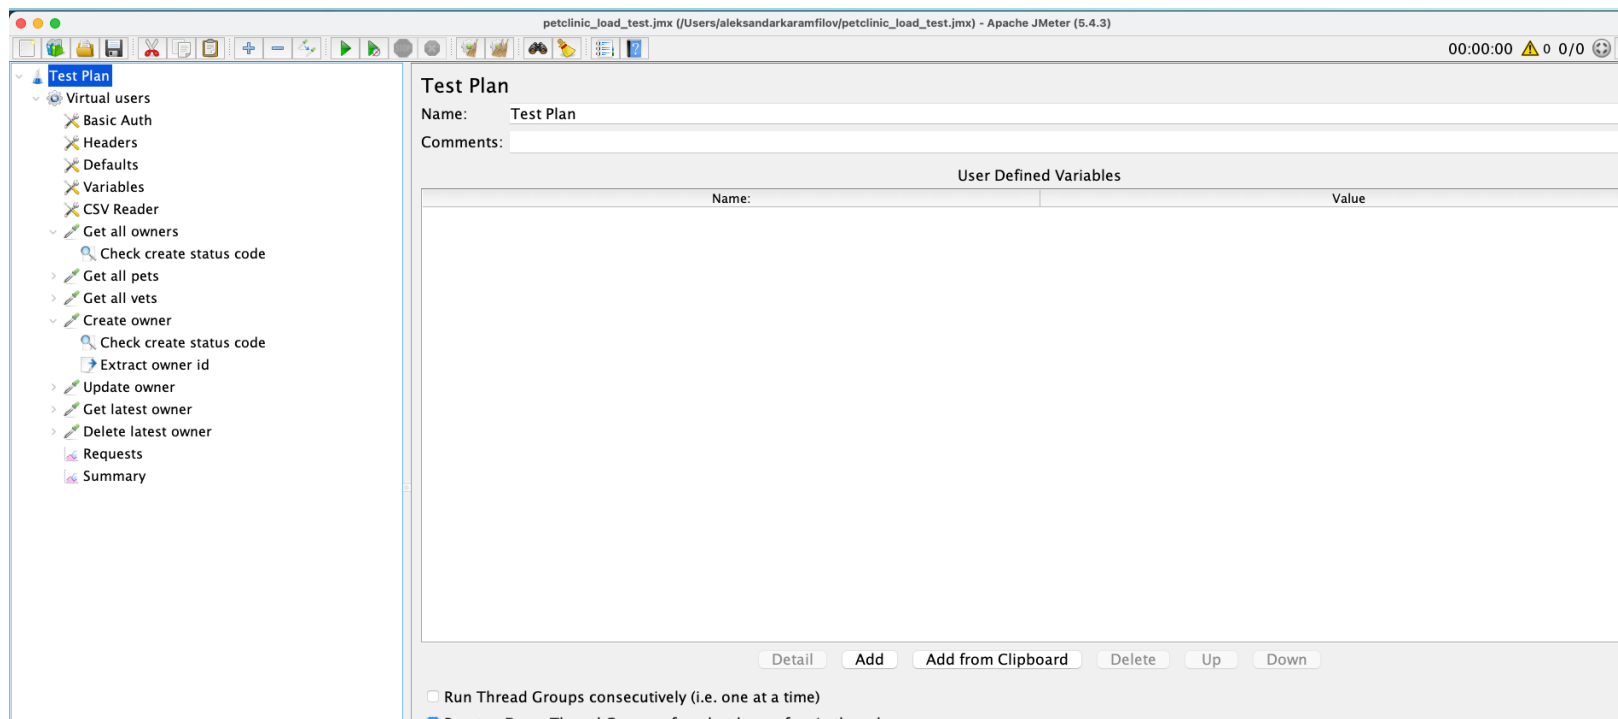 petclinic_load_test.jmx (/Users/aleksandarkaramfilov/petclinic_load_test.jmx) - Apache JMeter (5.4.3)
00:00:00 0 0/0
Test Plan
Virtual users
Basic Auth
Headers
Defaults
Variables
CSV Reader
Get all owners
Check create status code
Get all pets
Get all vets
Create owner
Check create status code
Extract owner id
Update owner
Get latest owner
Delete latest owner
Requests
Summary
Test Plan
Name: Test Plan
Comments:
User Defined Variables
Name: Value
Detail Add Add from Clipboard Delete Up Down
Run Thread Groups consecutively (i.e. one at a time)